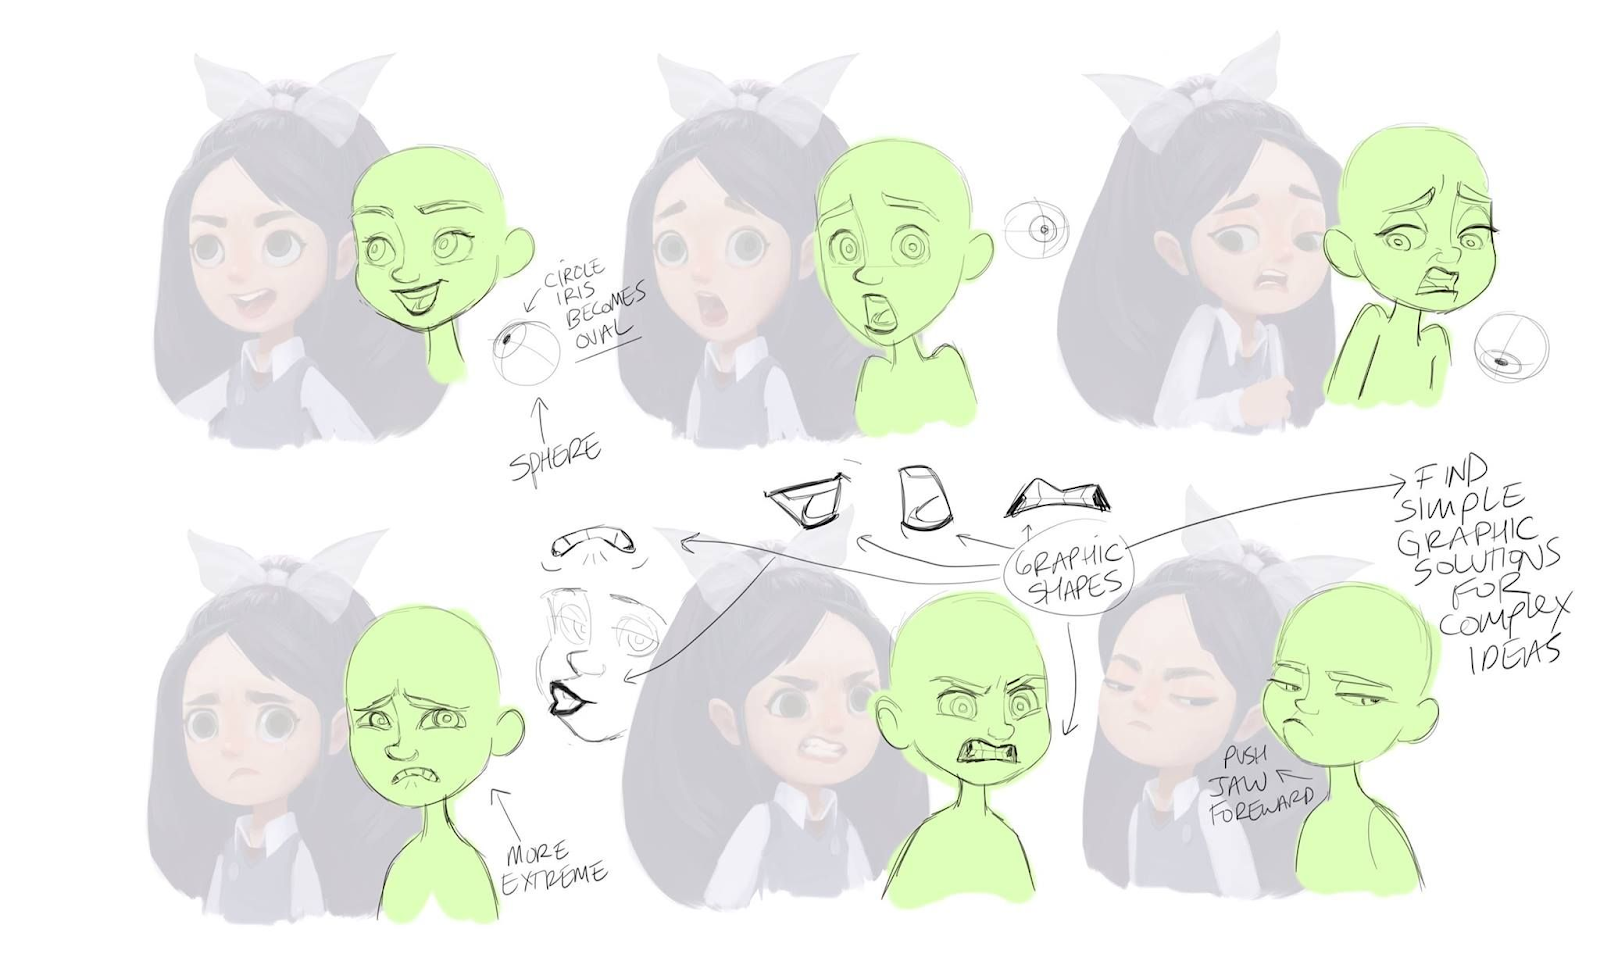 CIRCLE
IRIS
BECOMES
OVAL
SPHERE
GRAPHIC
SHAPES
FIND
SIMPLE
GRAPHIC
SOLUTIONS
FOR
COMPLEX
IDEAS
MORE
EXTREME
PUSH
JAW
FOREWARD